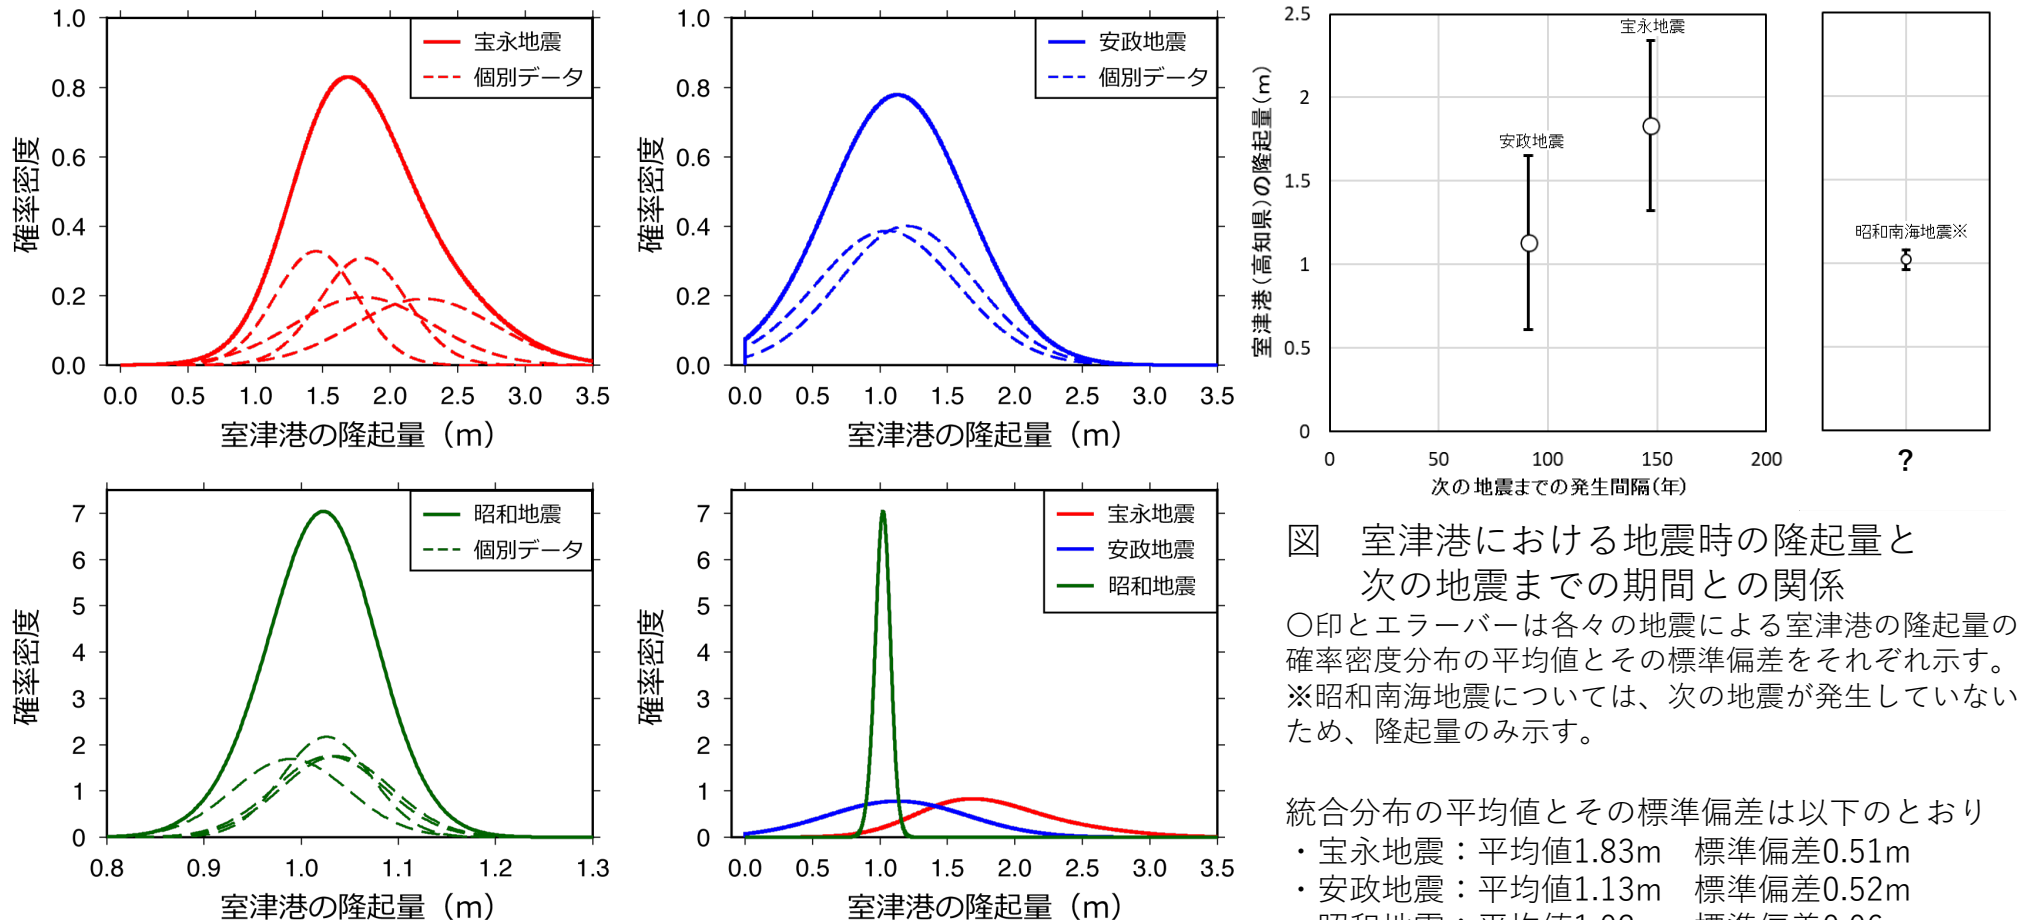 1.0
0.8
0.6
0.4
0.2
0.0
確率密度
宝永地震
個別データ
0.0 0.5 1.0 1.5 2.0 2.5 3.0 3.5
室津港の隆起量（m）
1.0
0.8
0.6
0.4
0.2
0.0
確率密度
安政地震
個別データ
0.0 0.5 1.0 1.5 2.0 2.5 3.0 3.5
室津港の隆起量（m）
2.5
2
1.5
1
0.5
0
室津港(高知県)の隆起量(m)
宝永地震
安政地震
昭和南海地震※
0 50 100 150 200
?
次の地震までの発生間隔(年)
7
6
5
4
3
2
1
0
確率密度
昭和地震
個別データ
0.8 0.9 1.0 1.1 1.2 1.3
室津港の隆起量（m）
7
6
5
4
3
2
1
0
確率密度
宝永地震
安政地震
昭和地震
0.0 0.5 1.0 1.5 2.0 2.5 3.0 3.5
室津港の隆起量（m）
図　室津港における地震時の隆起量と
次の地震までの期間との関係
〇印とエラーバーは各々の地震による室津港の隆起量の
確率密度分布の平均値とその標準偏差をそれぞれ示す。
※昭和南海地震については、次の地震が発生していない
ため、隆起量のみ示す。
統合分布の平均値とその標準偏差は以下のとおり
・宝永地震：平均値1.83m　標準偏差0.51m
・安政地震：平均値1.13m　標準偏差0.52m